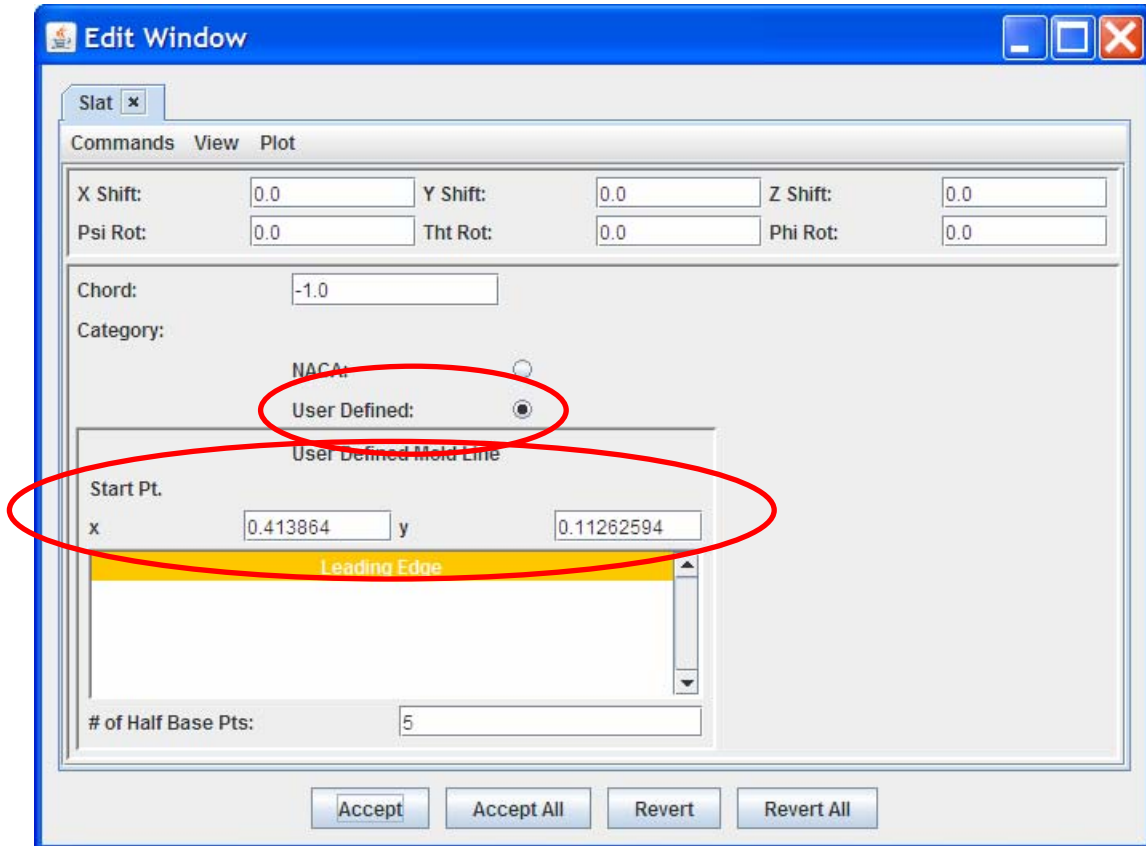 Edit Window
Slat
Commands View Plot
X Shift: 0.0 Y Shift: 0.0 Z Shift: 0.0
Psi Rot: 0.0 Tht Rot: 0.0 Phi Rot: 0.0
Chord: -1.0
Category:
NACA:
User Defined:
User Defined Mold Line
Start Pt.
x 0.413864 y 0.11262594
Leading Edge
# of Half Base Pts: 5
Accept Accept All Revert Revert All